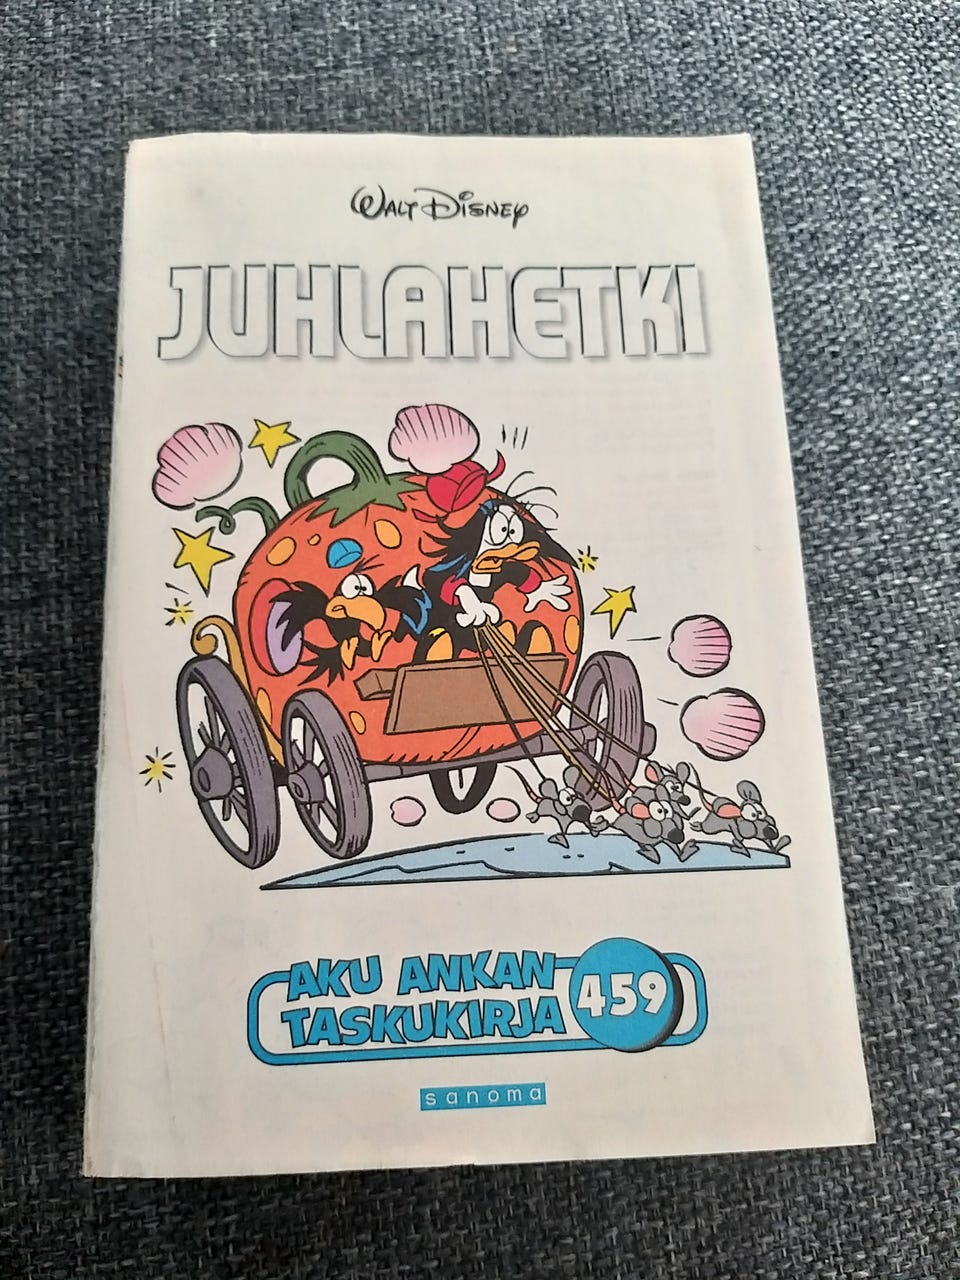 WALT DISNEY
JUHLAHETKI
AKU ANKAN
TASKUKIRJA
459
sanoma